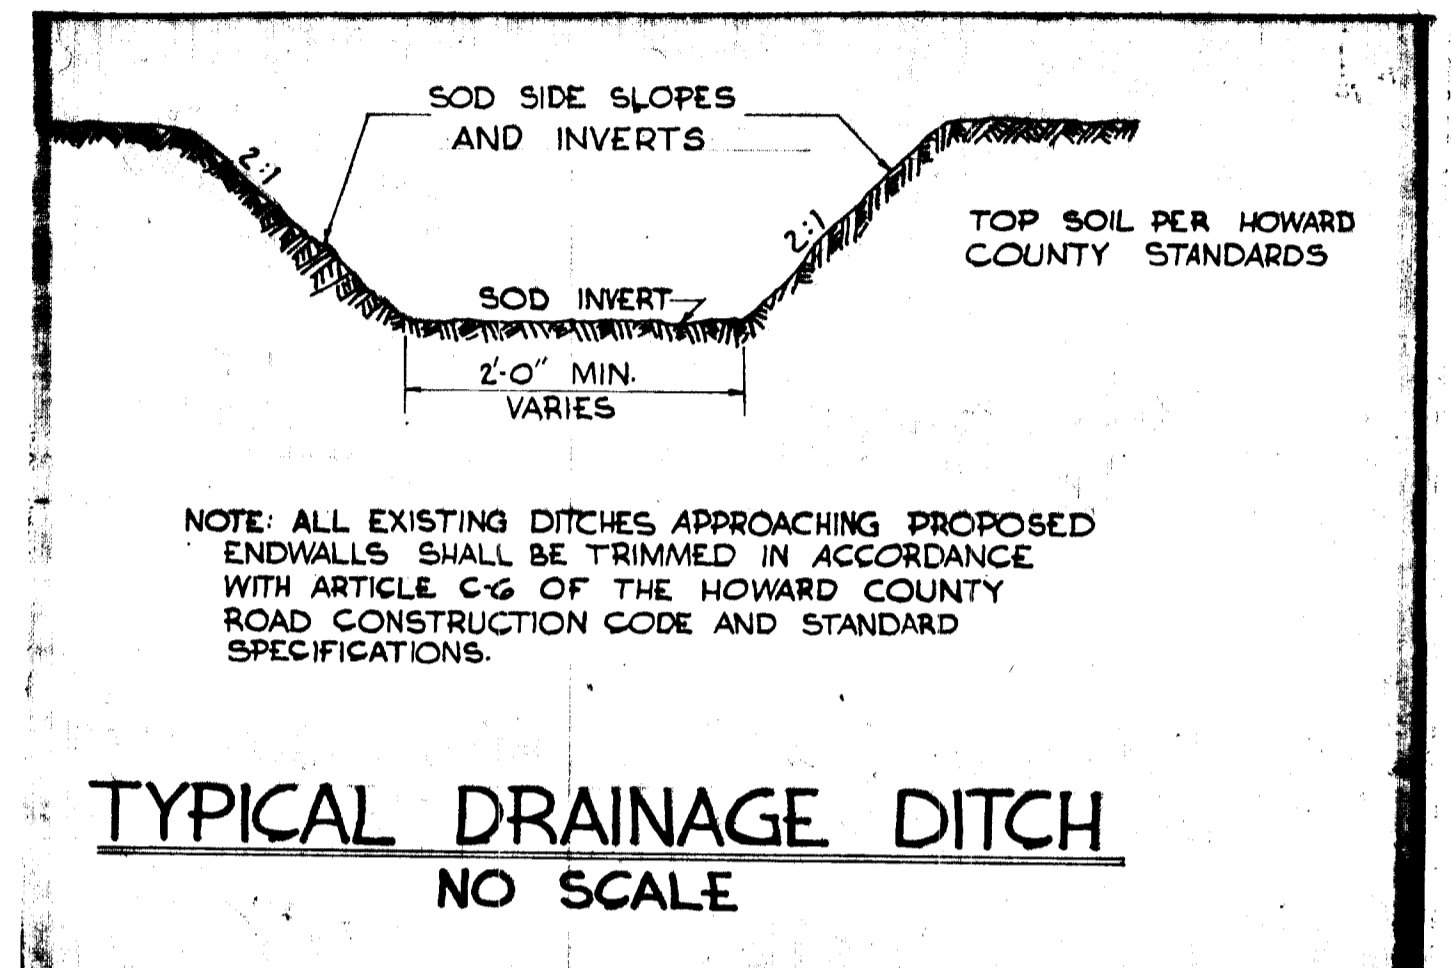 SOD SIDE SLOPES
AND INVERTS
2:1
2:1
TOP SOIL PER HOWARD
COUNTY STANDARDS
SOD INVERT
2'-0" MIN.
VARIES
NOTE: ALL EXISTING DITCHES APPROACHING PROPOSED
ENDWALLS SHALL BE TRIMMED IN ACCORDANCE
WITH ARTICLE C-6 OF THE HOWARD COUNTY
ROAD CONSTRUCTION CODE AND STANDARD
SPECIFICATIONS.
TYPICAL DRAINAGE DITCH
NO SCALE